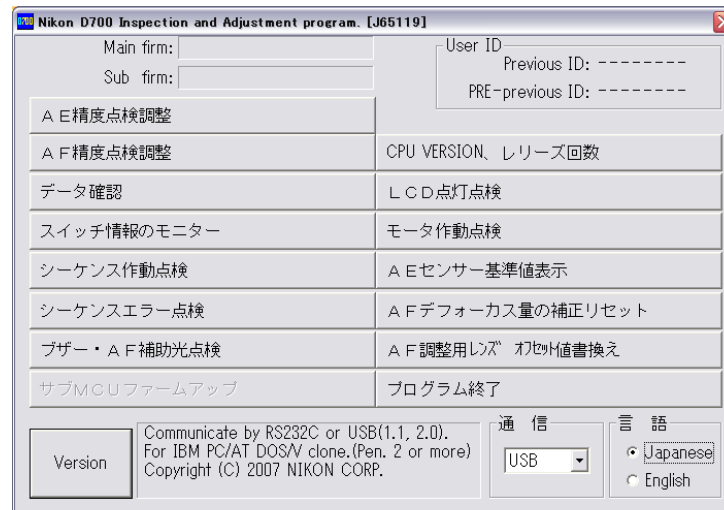 D700 Nikon D700 Inspection and Adjustment program. [J65119]
Main firm:
Sub firm:
User ID
Previous ID: --------
PRE-previous ID: --------
ＡＥ精度点検調整
ＡＦ精度点検調整
CPU VERSION、レリーズ回数
データ確認
ＬＣＤ点灯点検
スイッチ情報のモニター
モータ作動点検
シーケンス作動点検
ＡＥセンサー基準値表示
シーケンスエラー点検
ＡＦデフォーカス量の補正リセット
ブザー・ＡＦ補助光点検
ＡＦ調整用ﾚﾝｽﾞ ｵﾌｾｯﾄ値書換え
サブＭＣＵファームアップ
プログラム終了
Version
Communicate by RS232C or USB(1.1, 2.0).
For IBM PC/AT DOS/V clone.(Pen. 2 or more)
Copyright (C) 2007 NIKON CORP.
通 信
USB
言 語
Japanese
English